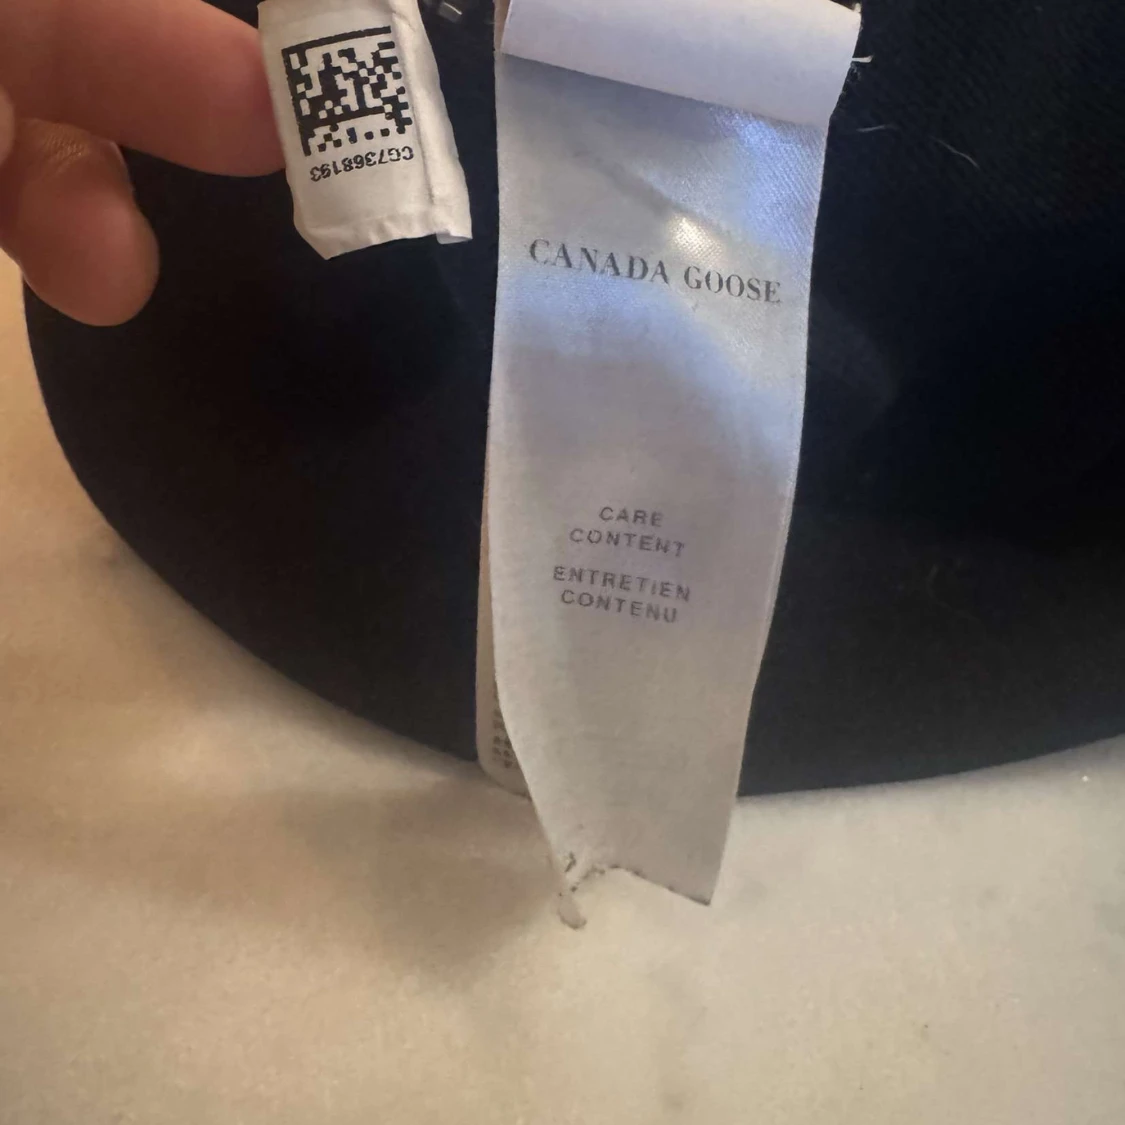 CG7368193
CANADA GOOSE
CARE
CONTENT
ENTRETIEN
CONTENU